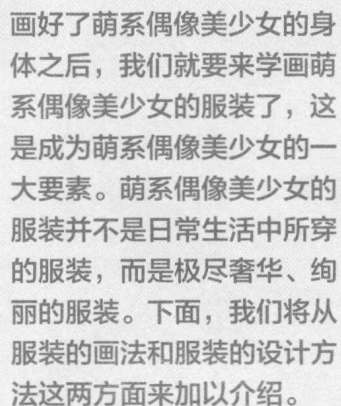 画好了萌系偶像美少女的身
体之后，我们就要来学画萌
系偶像美少女的服装了，这
是成为萌系偶像美少女的一
大要素。萌系偶像美少女的
服装并不是日常生活中所穿
的服装，而是极尽奢华、绚
丽的服装。下面，我们将从
服装的画法和服装的设计方
法这两方面来加以介绍。